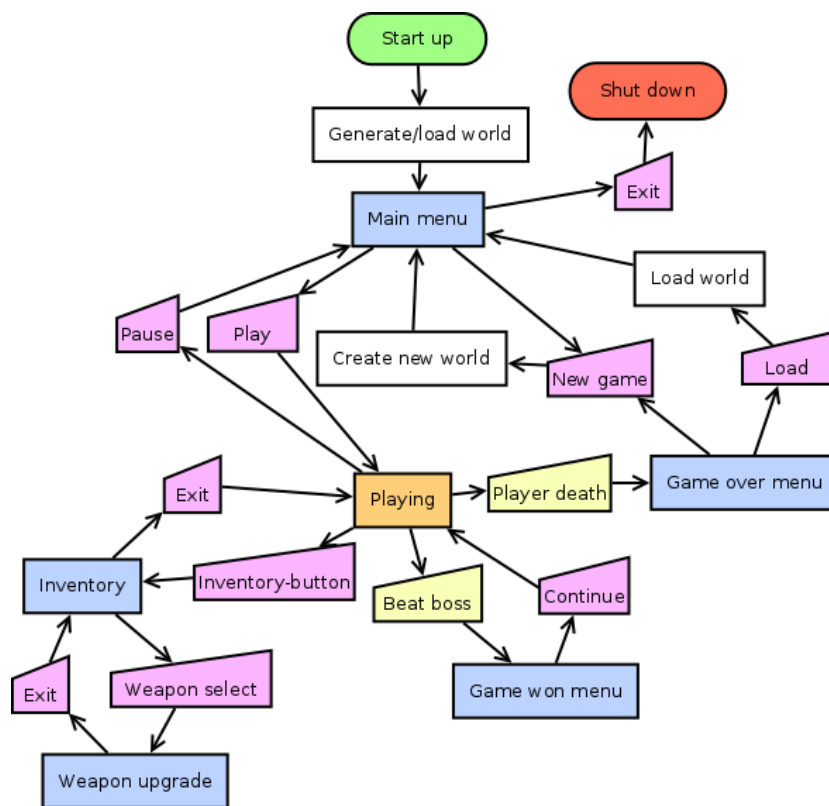 Start up
Shut down
Generate/load world
Exit
Main menu
Load world
Pause
Play
Create new world
New game
Load
Exit
Playing
Player death
Game over menu
Inventory
Inventory-button
Beat boss
Continue
Exit
Weapon select
Game won menu
Weapon upgrade